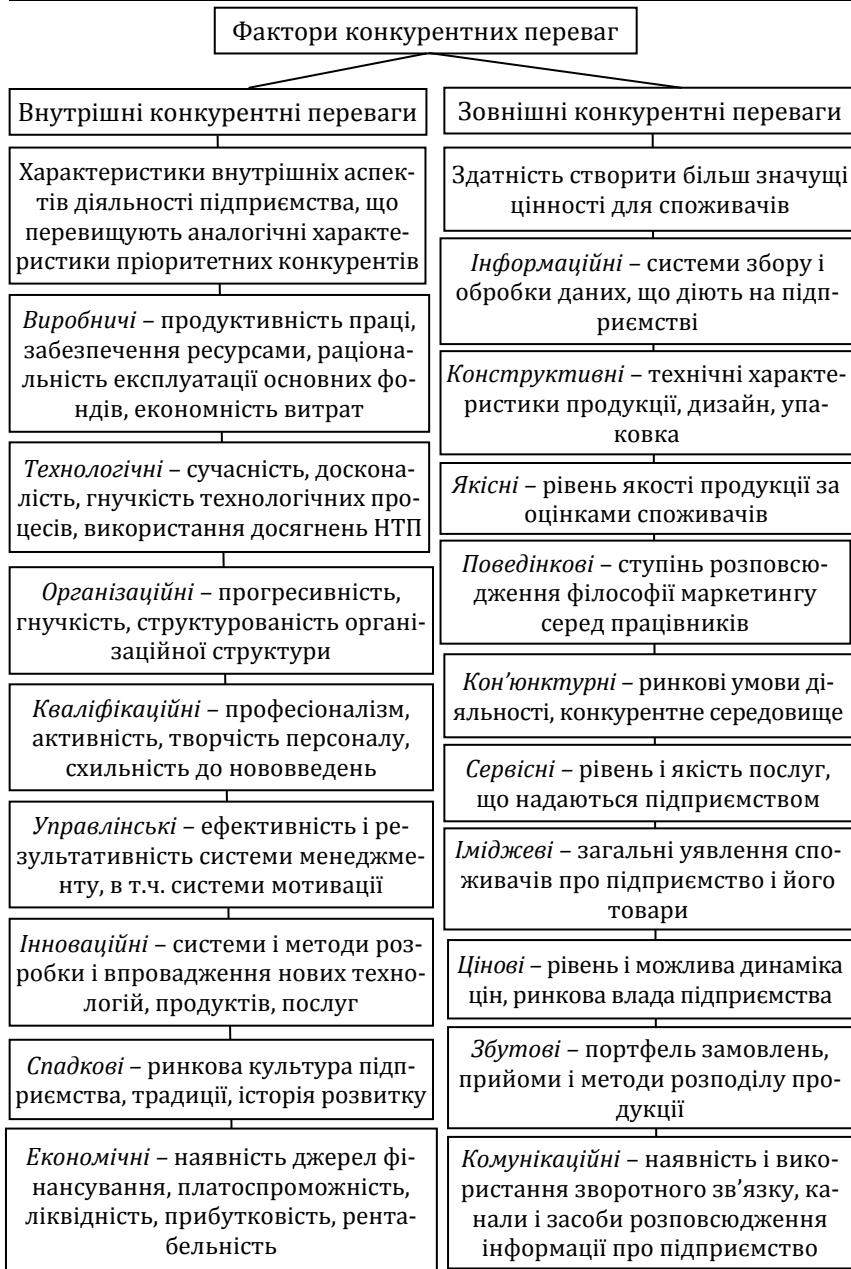 Фактори конкурентних переваг
Внутрішні конкурентні переваги
Характеристики внутрішніх аспек-
тів діяльності підприємства, що
перевищують аналогічні характе-
ристики пріоритетних конкурентів
Виробничі – продуктивність праці,
забезпечення ресурсами, раціона-
льність експлуатації основних фо-
ндів, економність витрат
Технологічні – сучасність, доскона-
лість, гнучкість технологічних про-
цесів, використання досягнень НТП
Організаційні – прогресивність,
гнучкість, структурованість органі-
заційної структури
Кваліфікаційні – професіоналізм,
активність, творчість персоналу,
схильність до нововведень
Управлінські – ефективність і ре-
зультативність системи менеджме-
нту, в т.ч. системи мотивації
Інноваційні – системи і методи роз-
робки і впровадження нових техно-
логій, продуктів, послуг
Спадкові – ринкова культура підп-
риємства, традиції, історія розвитку
Економічні – наявність джерел фі-
нансування, платоспроможність,
ліквідність, прибутковість, рента-
бельність
Зовнішні конкурентні переваги
Здатність створити більш значущі
цінності для споживачів
Інформаційні – системи збору і
обробки даних, що діють на підп-
риємстві
Конструктивні – технічні характе-
ристики продукції, дизайн, упа-
ковка
Якісні – рівень якості продукції за
оцінками споживачів
Поведінкові – ступінь розповсю-
дження філософії маркетингу
серед працівників
Кон’юнктурні – ринкові умови ді-
яльності, конкурентне середовище
Сервісні – рівень і якість послуг,
що надаються підприємством
Іміджеві – загальні уявлення спо-
живачів про підприємство і його
товари
Цінові – рівень і можлива динаміка
цін, ринкова влада підприємства
Збутові – портфель замовлень,
прийоми і методи розподілу про-
дукції
Комунікаційні – наявність і вико-
ристання зворотного зв’язку, ка-
нали і засоби розповсюдження
інформації про підприємство